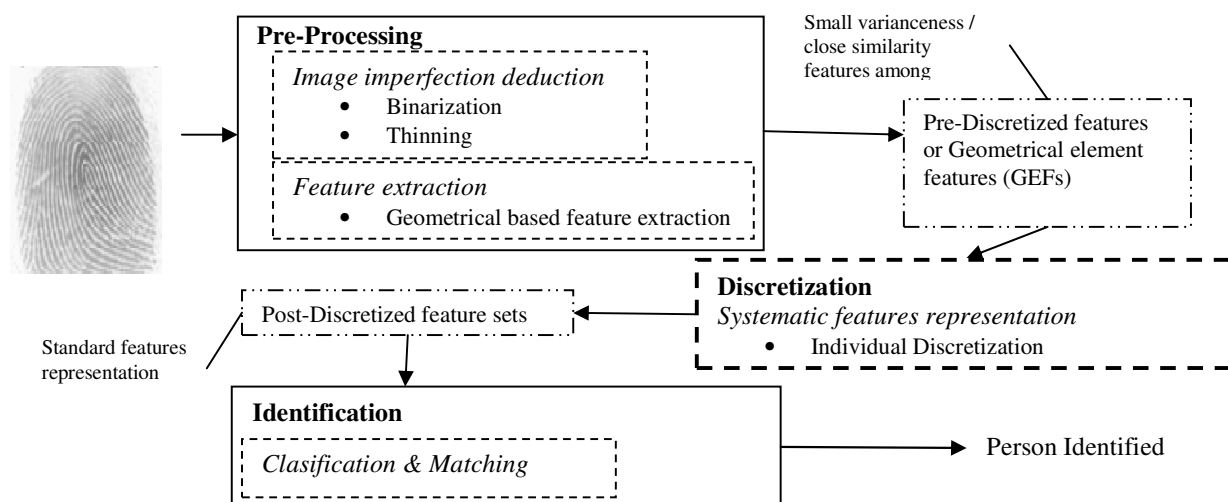 Pre-Processing
Image imperfection deduction
• Binarization
• Thinning
Feature extraction
• Geometrical based feature extraction
Small varianceness /
close similarity
features among
Pre-Discretized features
or Geometrical element
features (GEFs)
Discretization
Systematic features representation
• Individual Discretization
Post-Discretized feature sets
Standard features
representation
Identification
Clasification & Matching
Person Identified